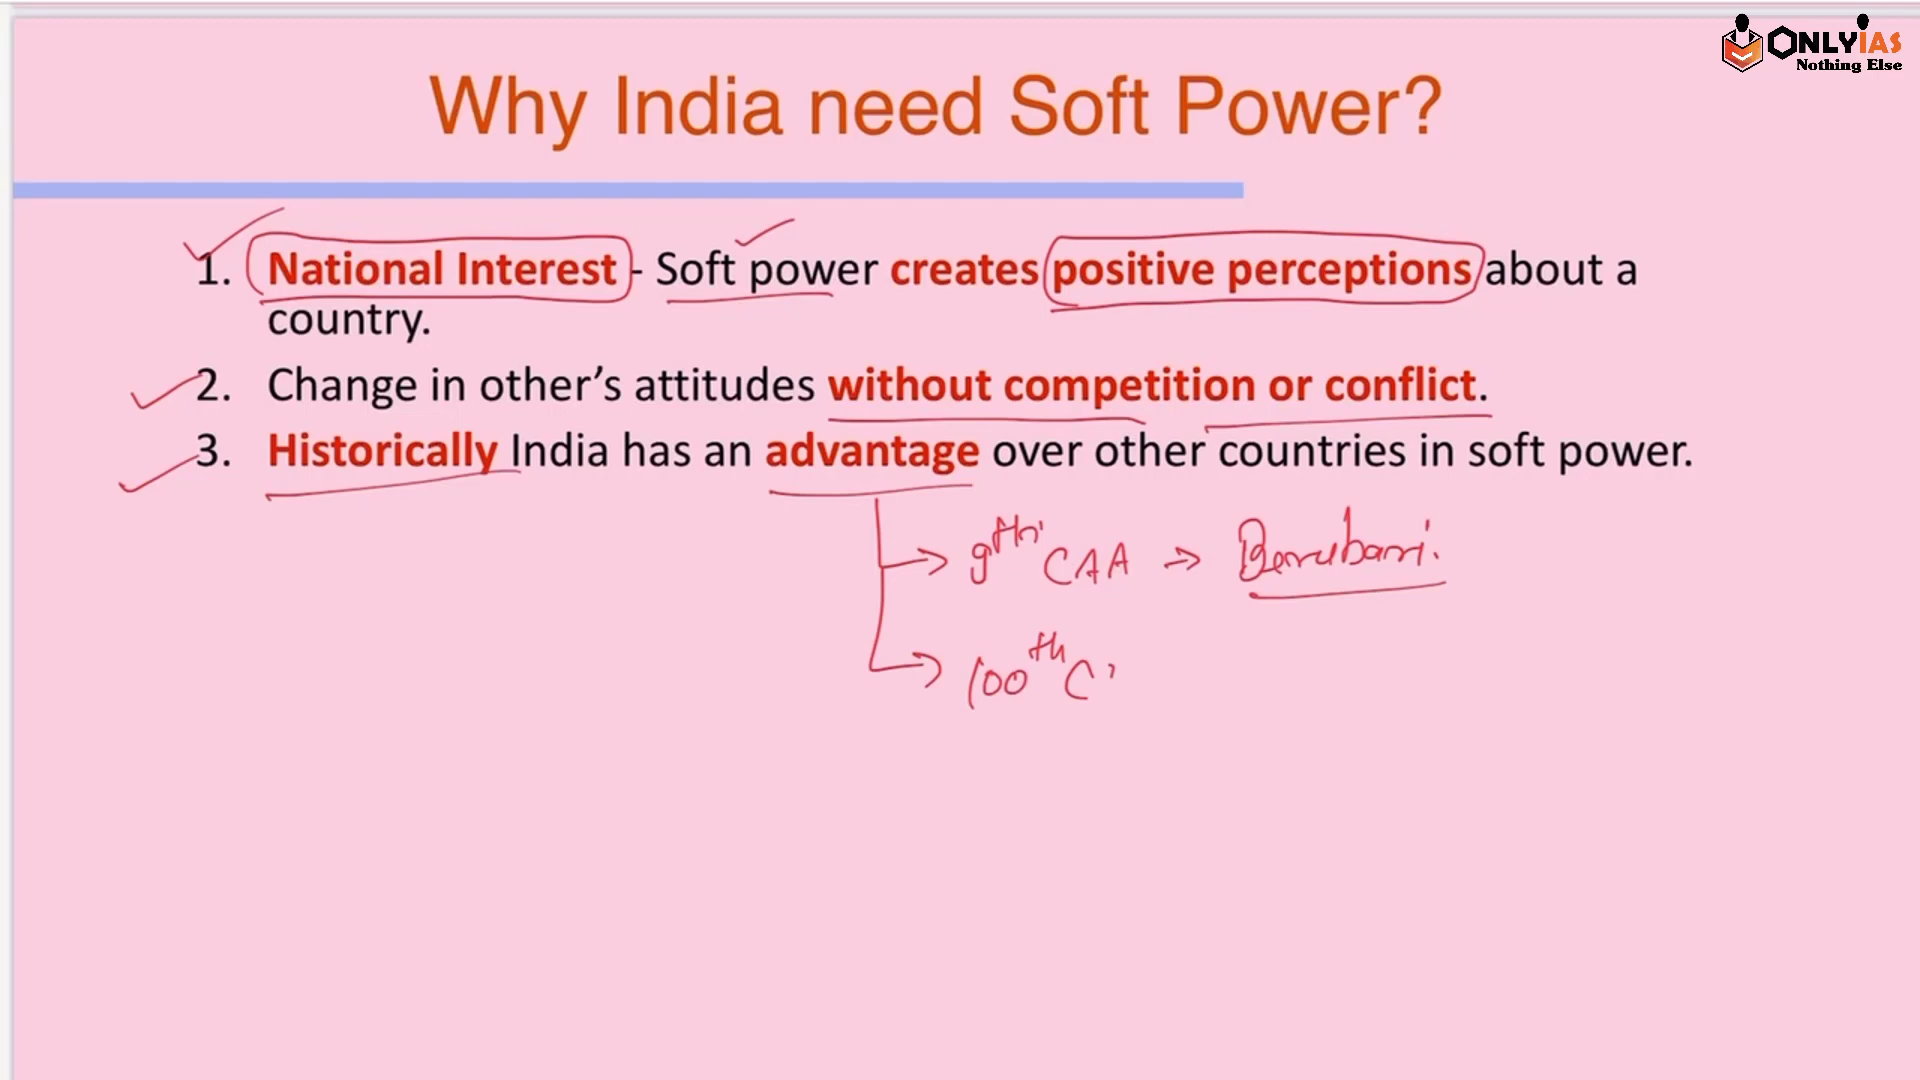 ONLYIAS
Nothing Else
Why India need Soft Power?
1. National Interest - Soft power creates positive perceptions about a
country.
2. Change in other’s attitudes without competition or conflict.
3. Historically India has an advantage over other countries in soft power.
9th CAA → Berubari.
100th C